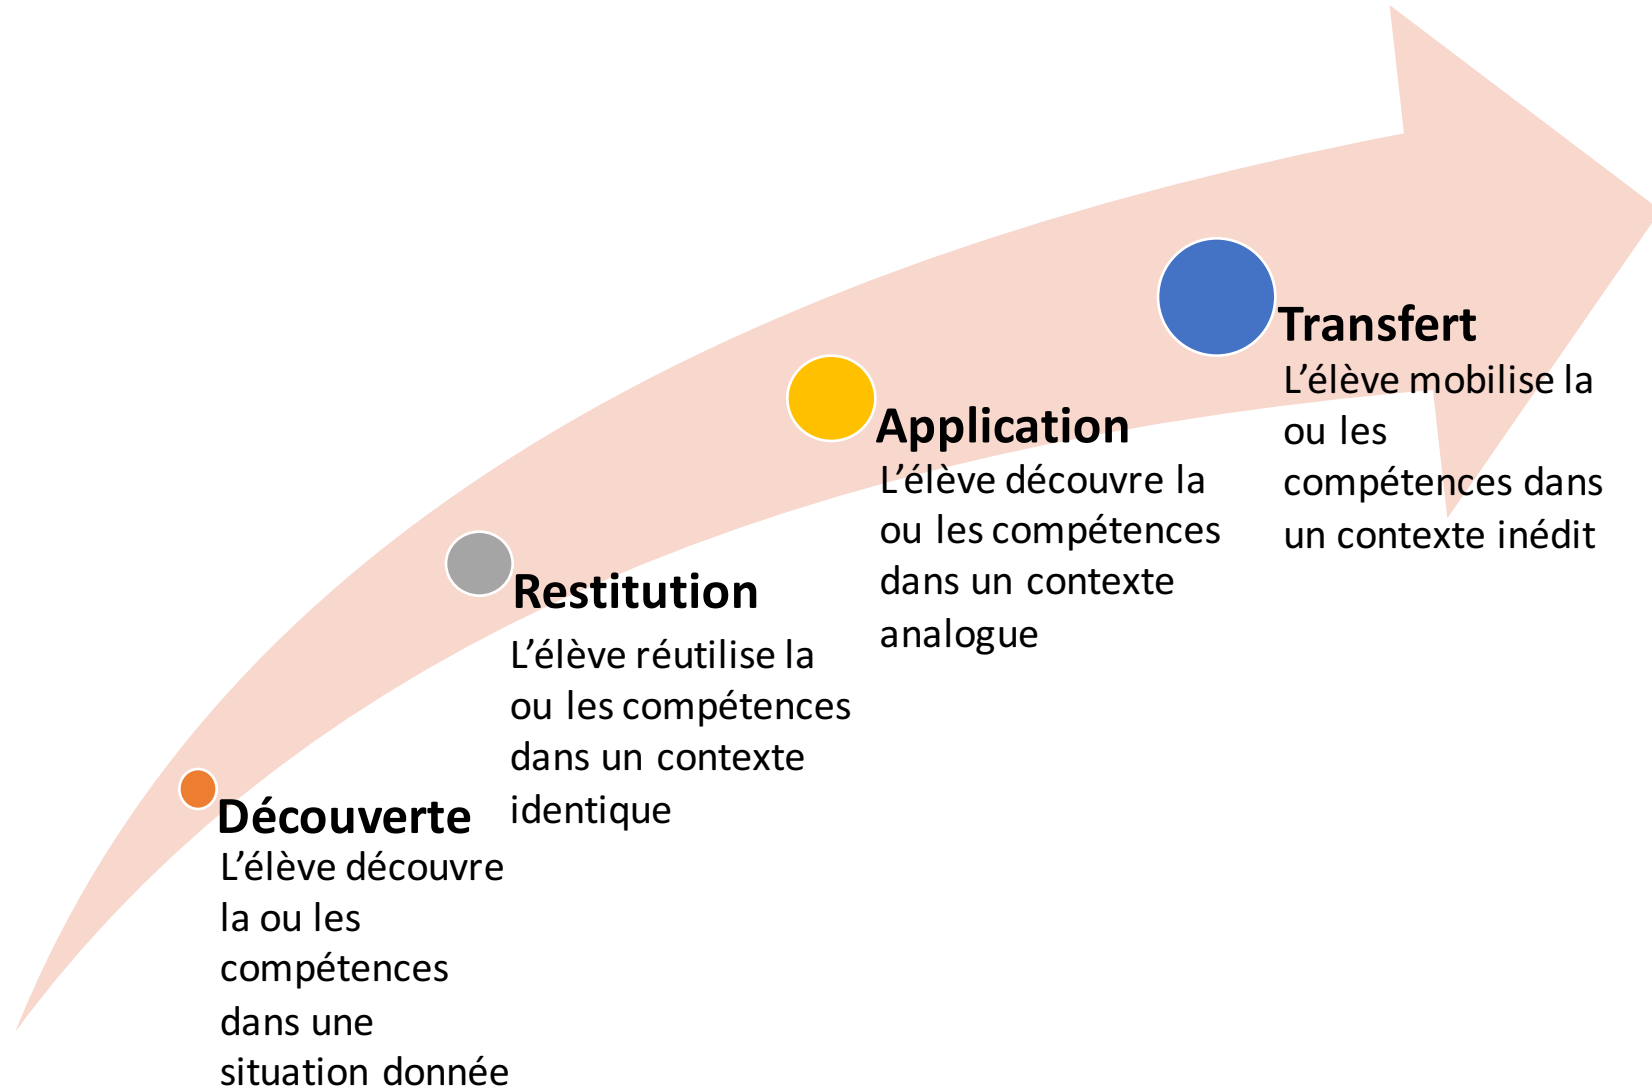 Découverte
L’élève découvre
la ou les
compétences
dans une
situation donnée
Restitution
L’élève réutilise la
ou les compétences
dans un contexte
identique
Application
L’élève découvre la
ou les compétences
dans un contexte
analogue
Transfert
L’élève mobilise la
ou les
compétences dans
un contexte inédit